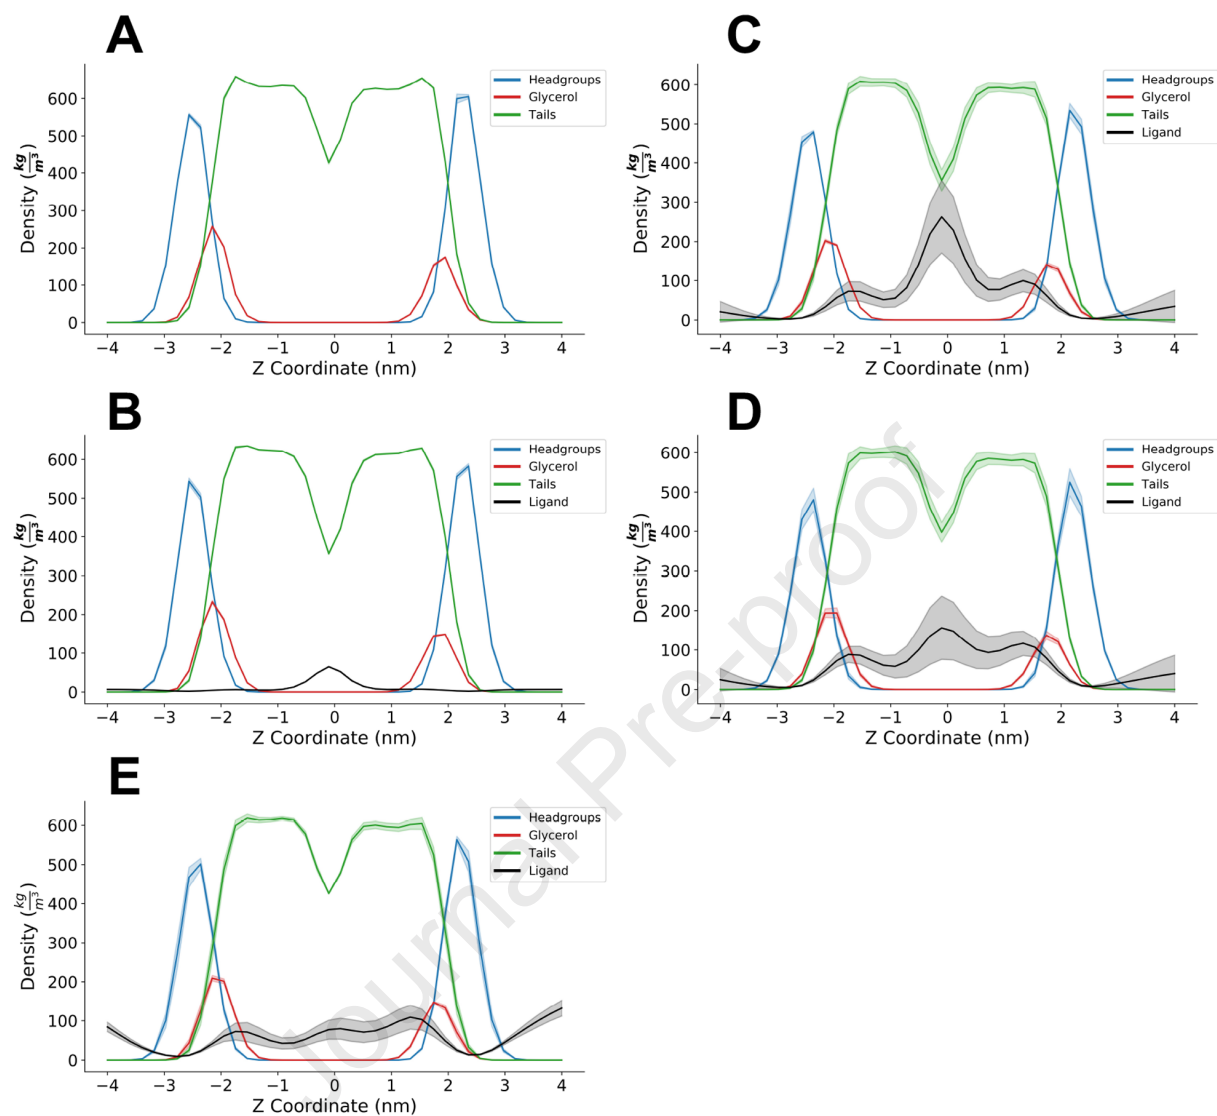 A
Density (kg/m³)
600
500
400
300
200
100
0
−4 −3 −2 −1 0 1 2 3 4
Z Coordinate (nm)
Headgroups
Glycerol
Tails
C
Density (kg/m³)
600
500
400
300
200
100
0
−4 −3 −2 −1 0 1 2 3 4
Z Coordinate (nm)
Headgroups
Glycerol
Tails
Ligand
B
Density (kg/m³)
600
500
400
300
200
100
0
−4 −3 −2 −1 0 1 2 3 4
Z Coordinate (nm)
Headgroups
Glycerol
Tails
Ligand
D
Density (kg/m³)
600
500
400
300
200
100
0
−4 −3 −2 −1 0 1 2 3 4
Z Coordinate (nm)
Headgroups
Glycerol
Tails
Ligand
E
Density (kg/m³)
600
500
400
300
200
100
0
−4 −3 −2 −1 0 1 2 3 4
Z Coordinate (nm)
Headgroups
Glycerol
Tails
Ligand
Journal Pre-proof